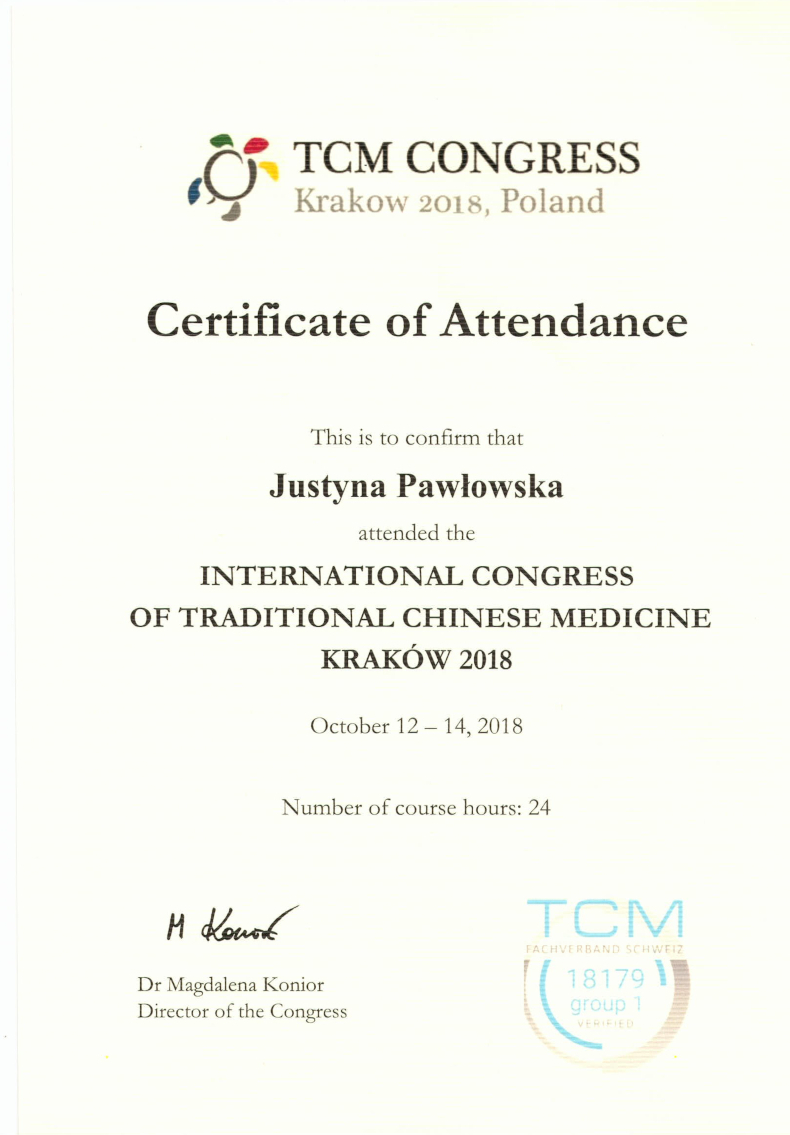 TCM CONGRESS
Krakow 2018, Poland
Certificate of Attendance
This is to confirm that
Justyna Pawłowska
attended the
INTERNATIONAL CONGRESS
OF TRADITIONAL CHINESE MEDICINE
KRAKÓW 2018
October 12 – 14, 2018
Number of course hours: 24
M Konior
Dr Magdalena Konior
Director of the Congress
TCM
FACHVERBAND SCHWEIZ
18179
group 1
VERIFIED